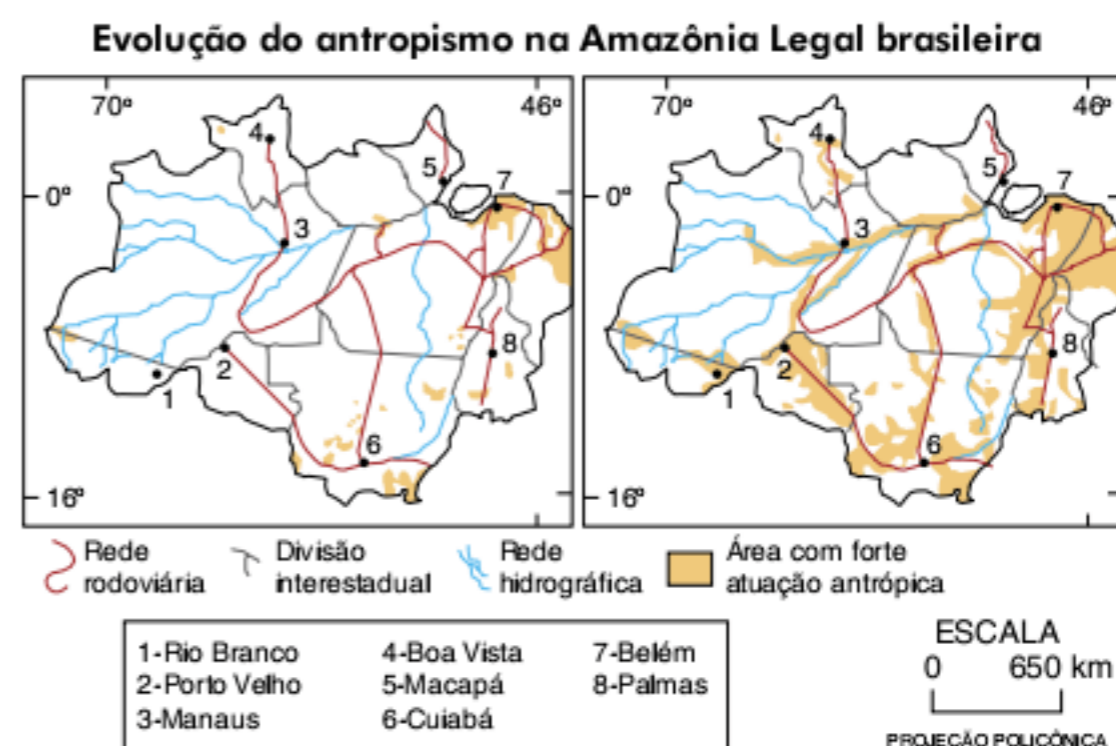 Evolução do antropismo na Amazônia Legal brasileira
70º
46º
0º
16º
4
5
7
3
8
2
1
6
70º
46º
0º
16º
4
5
7
3
8
2
1
6
Rede
rodoviária
Divisão
interestadual
Rede
hidrográfica
Área com forte
atuação antrópica
1-Rio Branco
2-Porto Velho
3-Manaus
4-Boa Vista
5-Macapá
6-Cuiabá
7-Belém
8-Palmas
ESCALA
0 650 km
PROJEÇÃO POLICÔNICA